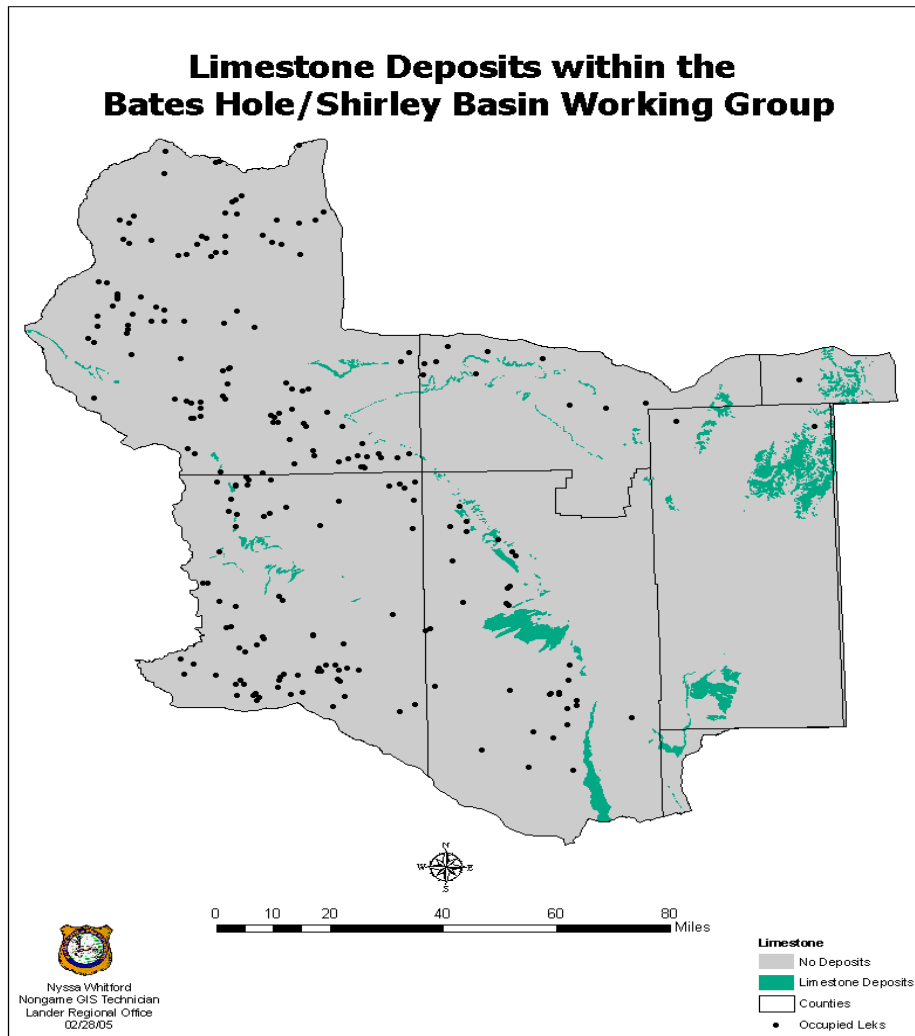 Limestone Deposits within the
Bates Hole/Shirley Basin Working Group
N
W E
S
0 10 20 40 60 80
Miles
Nyssa Whitford
Nongame GIS Technician
Lander Regional Office
02/28/05
Limestone
No Deposits
Limestone Deposits
Counties
Occupied Leks